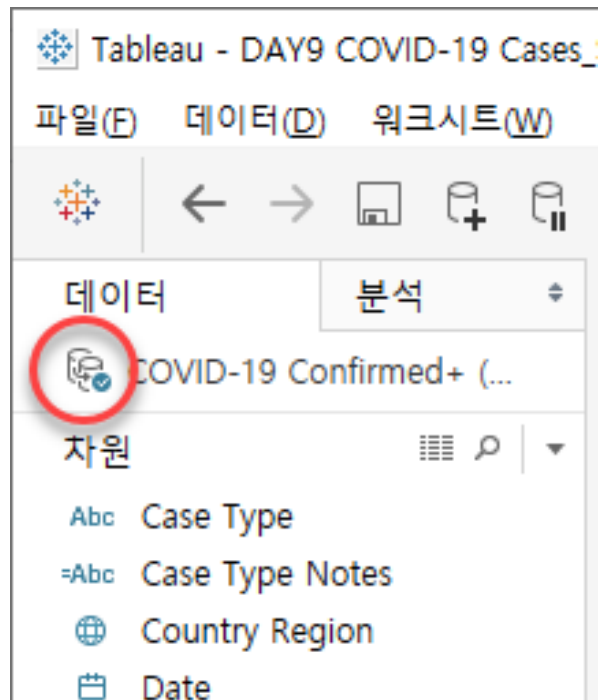 Tableau - DAY9 COVID-19 Cases_
파일(F) 데이터(D) 워크시트(W)
데이터 분석
COVID-19 Confirmed+ (...
차원
Abc Case Type
=Abc Case Type Notes
Country Region
Date